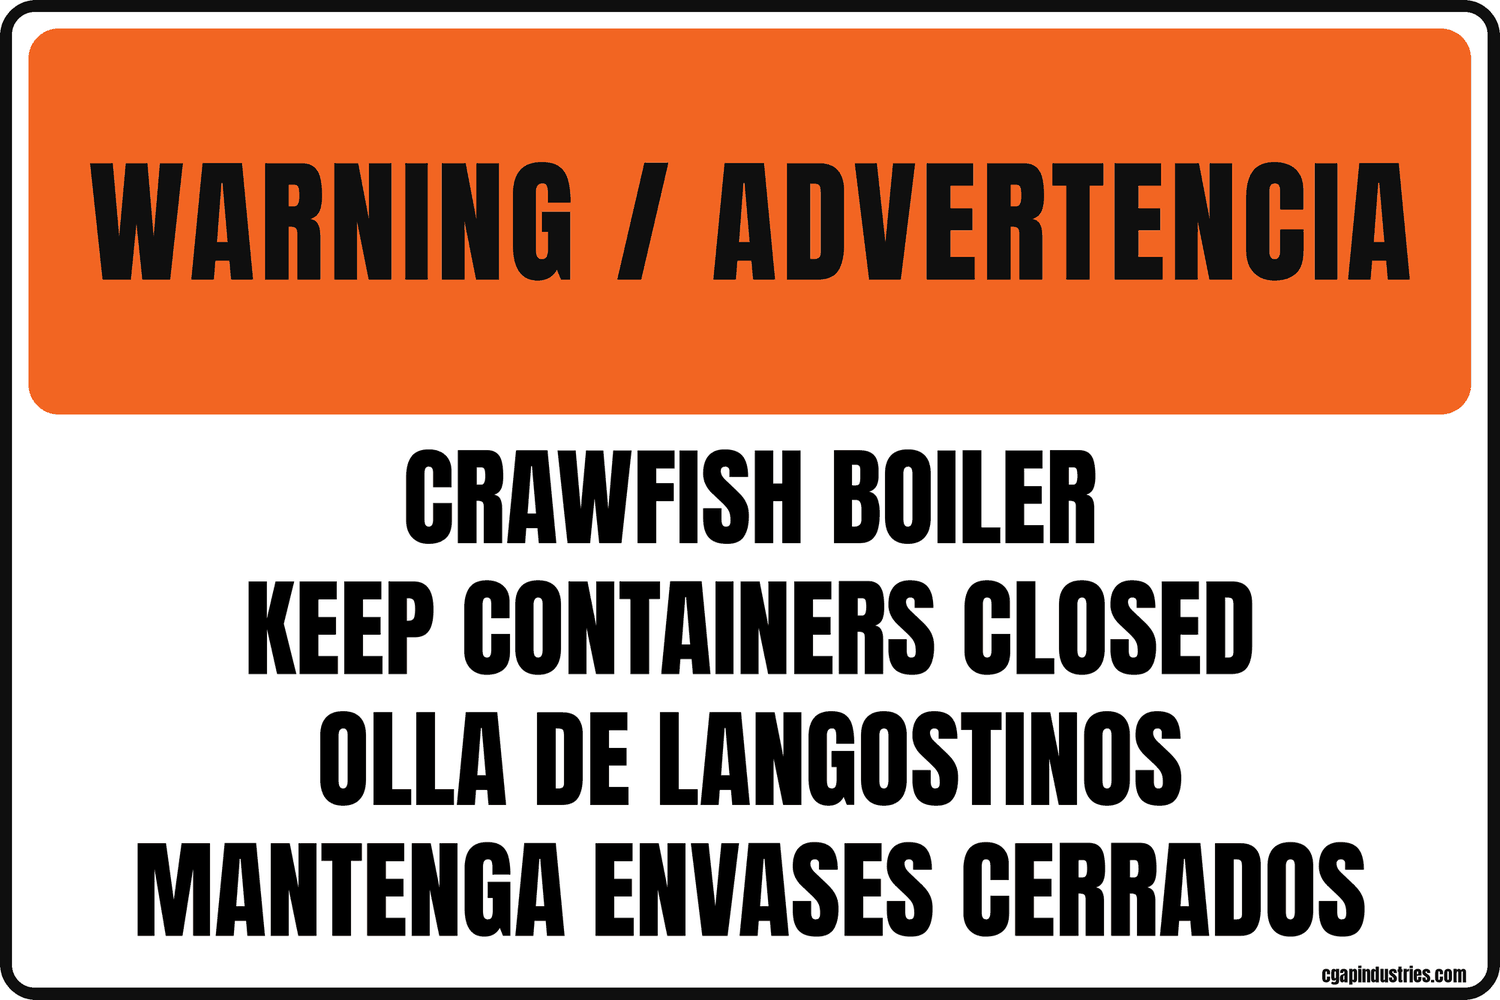 WARNING / ADVERTENCIA
CRAWFISH BOILER
KEEP CONTAINERS CLOSED
OLLA DE LANGOSTINOS
MANTENGA ENVASES CERRADOS
cgapindustries.com